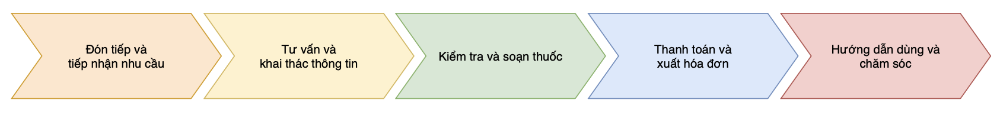 Đón tiếp và
tiếp nhận nhu cầu
Tư vấn và
khai thác thông tin
Kiểm tra và soạn thuốc
Thanh toán và
xuất hóa đơn
Hướng dẫn dùng và
chăm sóc